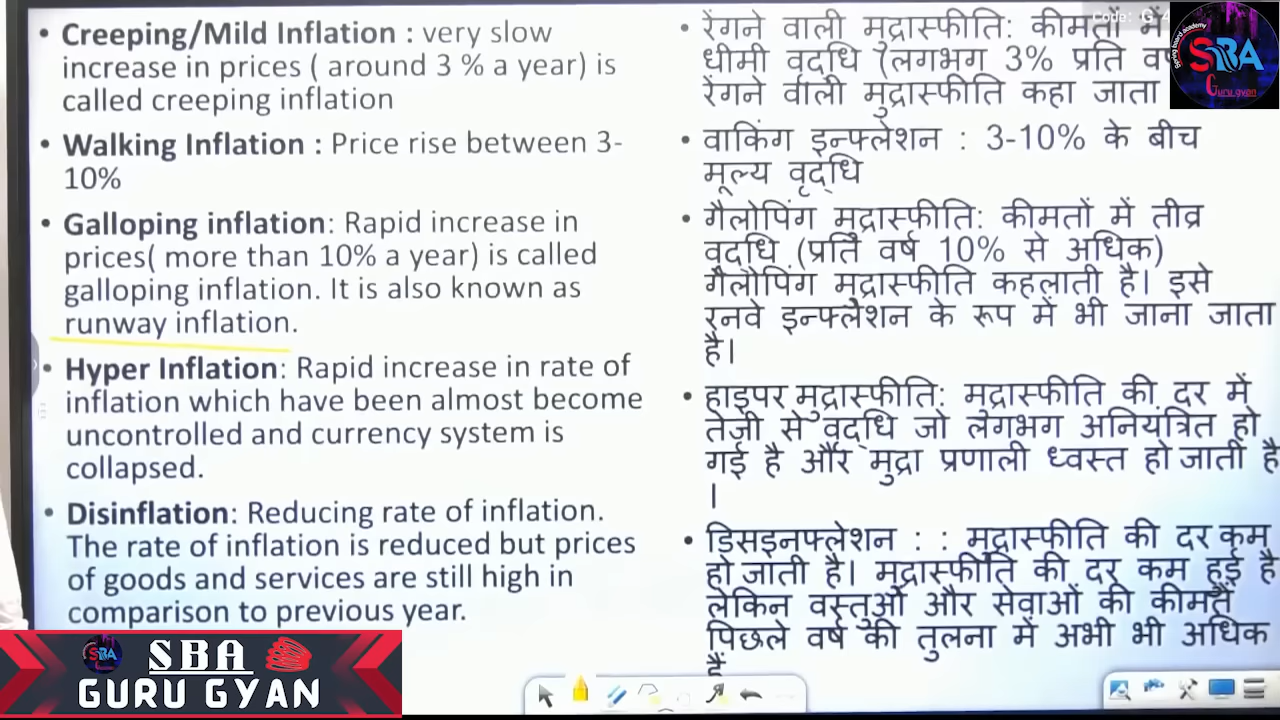 • Creeping/Mild Inflation : very slow
increase in prices ( around 3 % a year) is
called creeping inflation
• Walking Inflation : Price rise between 3-
10%
• Galloping inflation: Rapid increase in
prices( more than 10% a year) is called
galloping inflation. It is also known as
runway inflation.
• Hyper Inflation: Rapid increase in rate of
inflation which have been almost become
uncontrolled and currency system is
collapsed.
• Disinflation: Reducing rate of inflation.
The rate of inflation is reduced but prices
of goods and services are still high in
comparison to previous year.
• रेंगने वाली मुद्रास्फीति: कीमतों में
धीमी वृद्धि (लगभग 3% प्रति
रेंगने वाली मुद्रास्फीति कहा जाता
• वाकिंग इन्फ्लेशन : 3-10% के बीच
मूल्य वृद्धि
• गैलोपिंग मुद्रास्फीति: कीमतों में तीव्र
वृद्धि (प्रति वर्ष 10% से अधिक)
गैलोपिंग मुद्रास्फीति कहलाती है। इसे
रनवे इन्फ्लेशन के रूप में भी जाना जाता
है।
• हाइपर मुद्रास्फीति: मुद्रास्फीति की दर में
तेजी से वृद्धि जो लगभग अनियंत्रित हो
गई है और मुद्रा प्रणाली ध्वस्त हो जाती है
।
• डिसइनफ्लेशन : : मुद्रास्फीति की दर कम
हो जाती है। मुद्रास्फीति की दर कम हुई है
लेकिन वस्तुओं और सेवाओं की कीमतें
पिछले वर्ष की तुलना में अभी भी अधिक
हैं
Code: G
SBA
Guru gyan
SBA
SBA
GURU GYAN